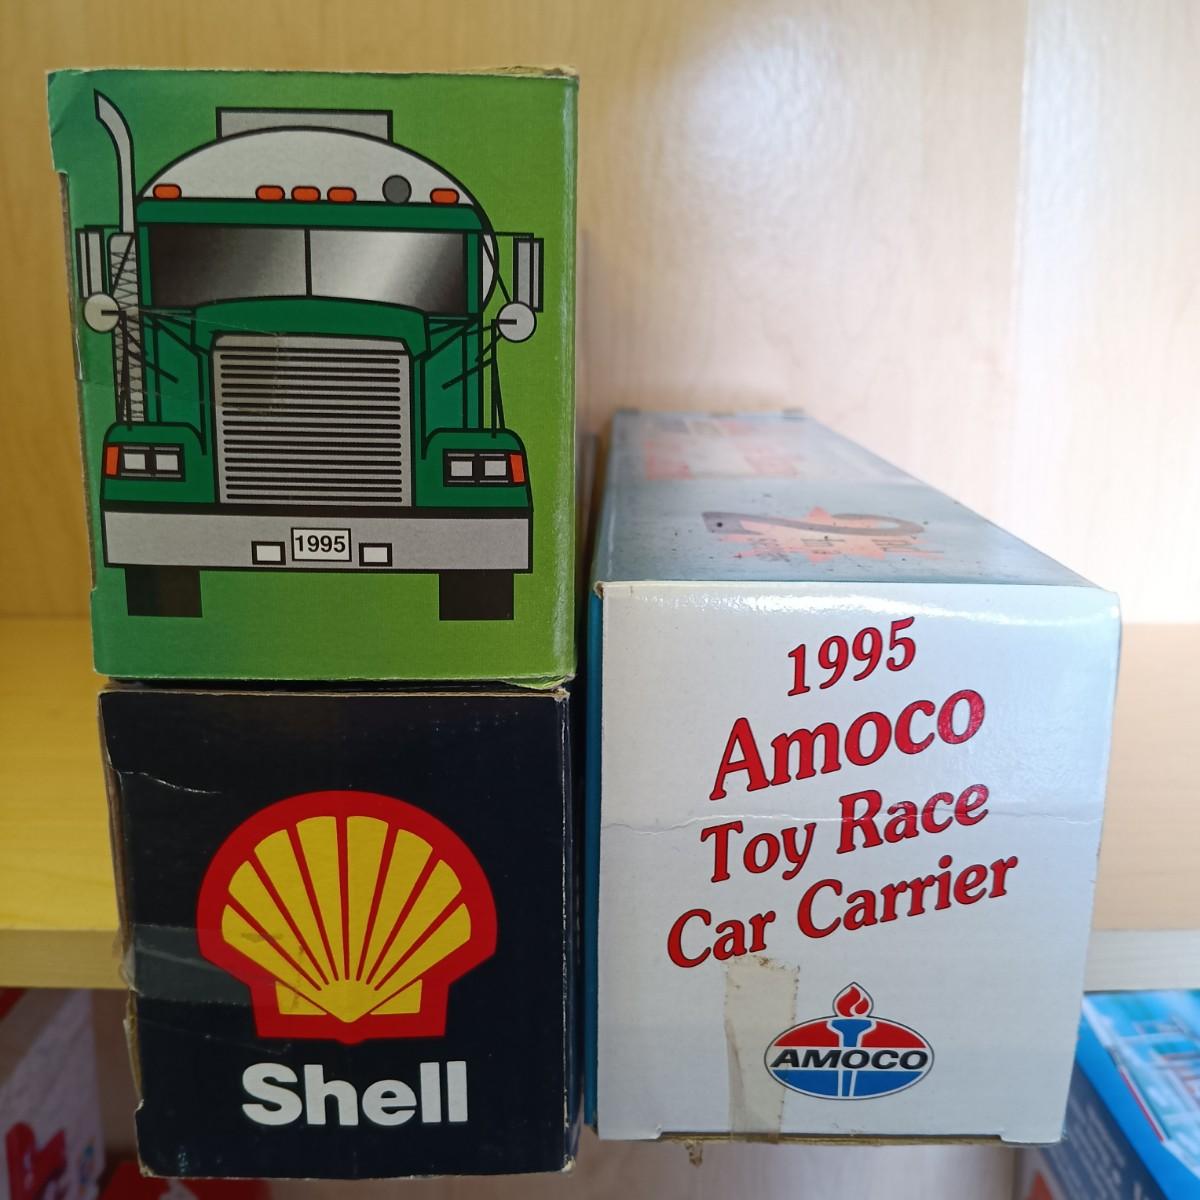 1995
Shell
1995
Amoco
Toy Race
Car Carrier
AMOCO